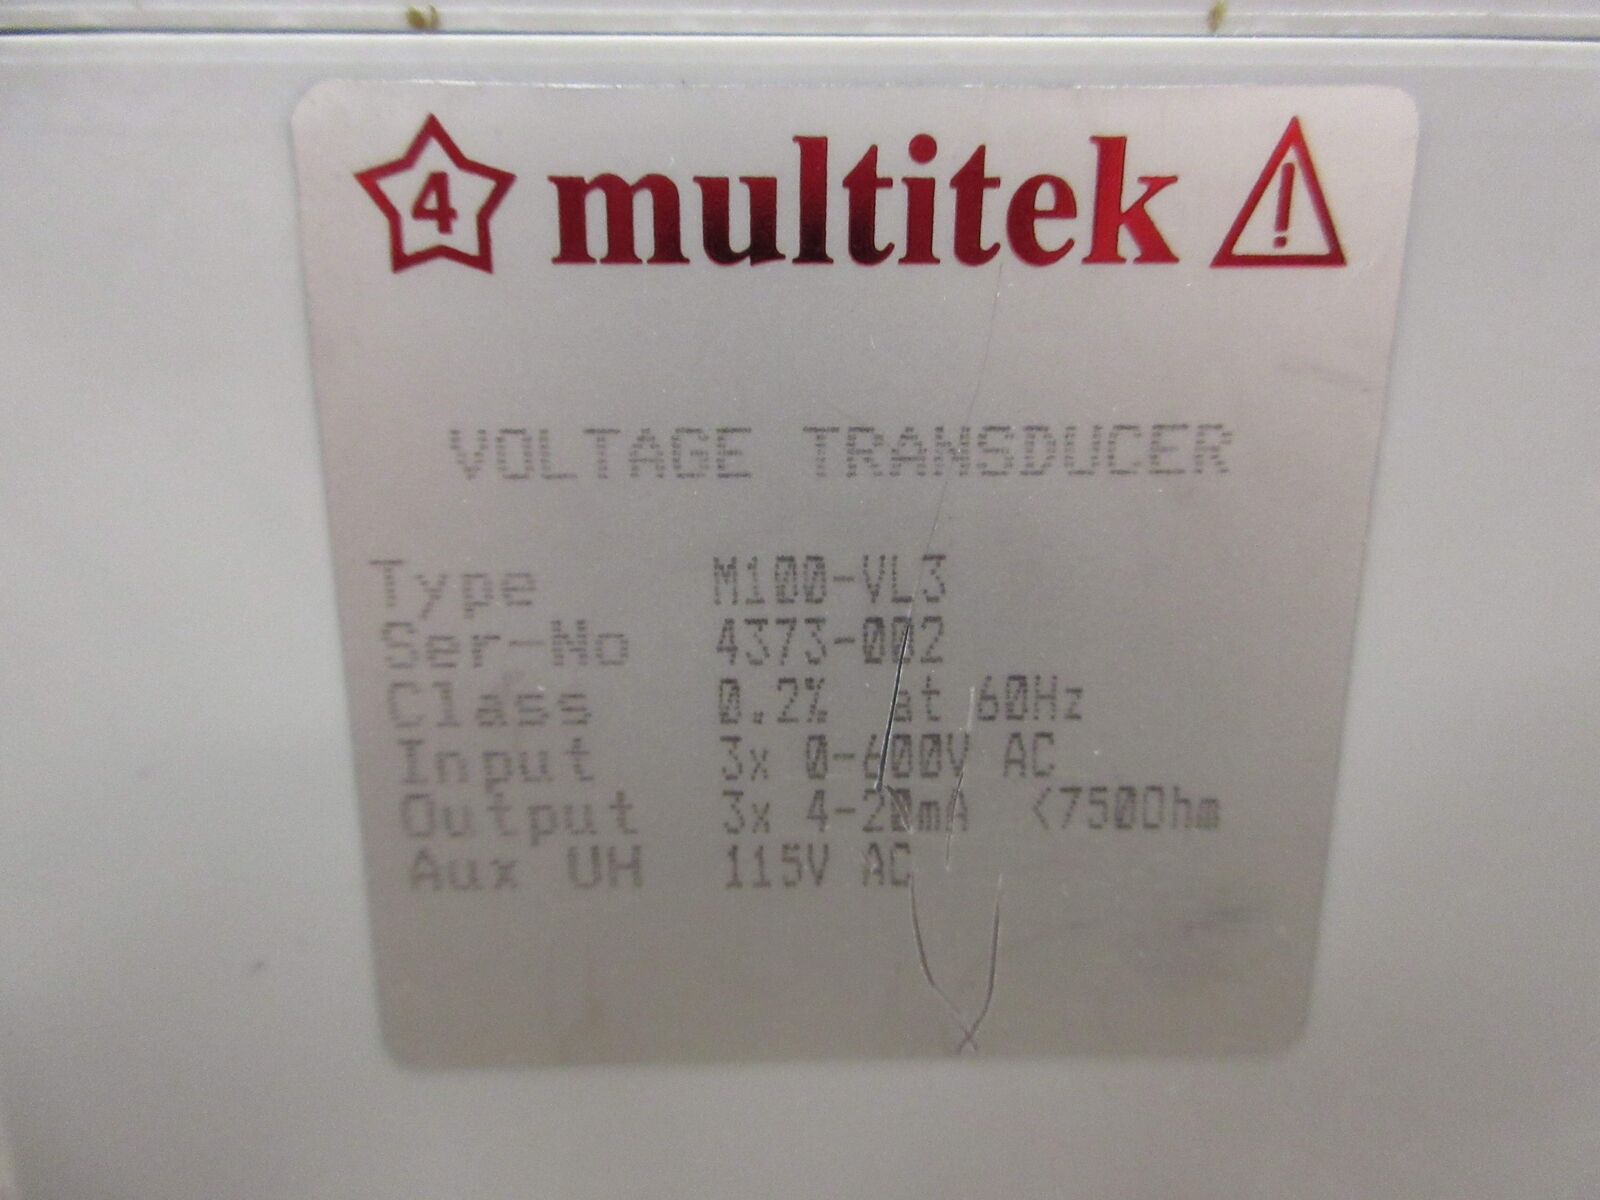 4 multitek !
VOLTAGE TRANSDUCER
Type M100-VL3
Ser-No 4373-002
Class 0.2% at 60Hz
Input 3x 0-600V AC
Output 3x 4-20mA <750Ohm
Aux UH 115V AC